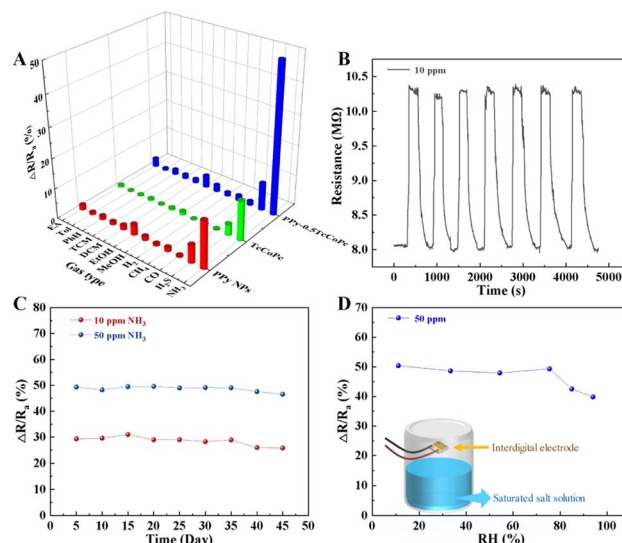 A
50
40
30
20
10
0
△R/Rₐ (%)
TCM
DCM
EtOH
MeOH
H₂
CH₄
CO
H₂S
NH₃
Gas type
PPy NPs
TcCoPc
PPy-0.5TcCoPc
B
10 ppm
10.5
10.0
9.5
9.0
8.5
8.0
Resistance (MΩ)
0 1000 2000 3000 4000 5000
Time (s)
C
10 ppm NH₃
50 ppm NH₃
80
70
60
50
40
30
20
10
0
△R/Rₐ (%)
0 5 10 15 20 25 30 35 40 45 50
Time (Day)
D
50 ppm
70
60
50
40
30
20
10
0
△R/Rₐ (%)
Interdigital electrode
Saturated salt solution
0 20 40 60 80 100
RH (%)